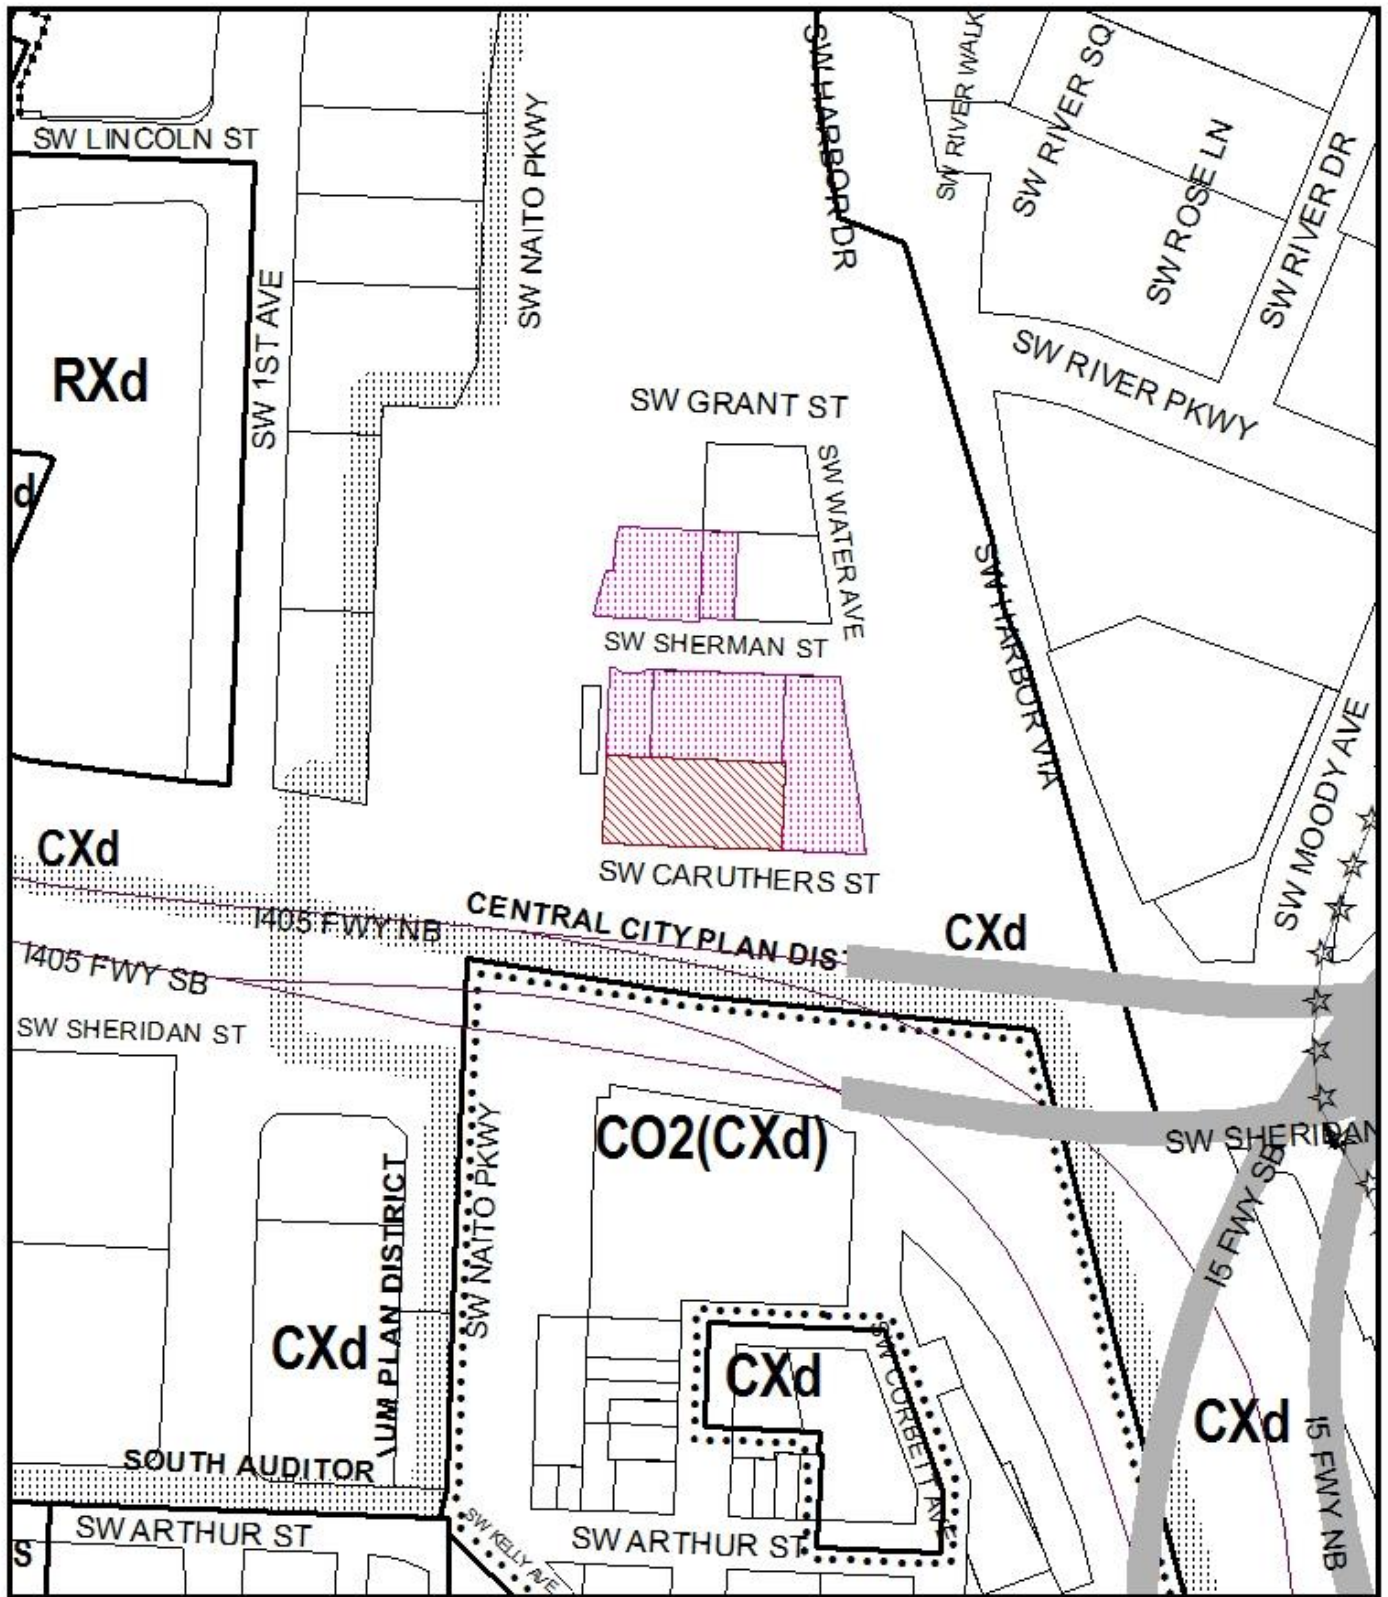 SW LINCOLN ST
SW NAITO PKWY
SW HARBOR DR
SW RIVER WALK
SW RIVER SQ
SW ROSE LN
SW RIVER DR
SW 1ST AVE
RXd
SW RIVER PKWY
SW GRANT ST
SW WATER AVE
d
SW HARBOR VIA
SW SHERMAN ST
SW MOODY AVE
CXd
SW CARUTHERS ST
CENTRAL CITY PLAN DIS
CXd
I405 FWY NB
I405 FWY SB
SW SHERIDAN ST
CO2(CXd)
SW SHERIDAN
SW NAITO PKWY
UM PLAN DISTRICT
I5 FWY SB
CXd
CXd
SW CORBETT AVE
CXd
I5 FWY NB
SOUTH AUDITOR
SW ARTHUR ST
SW KELLY AVE
SW ARTHUR ST
S